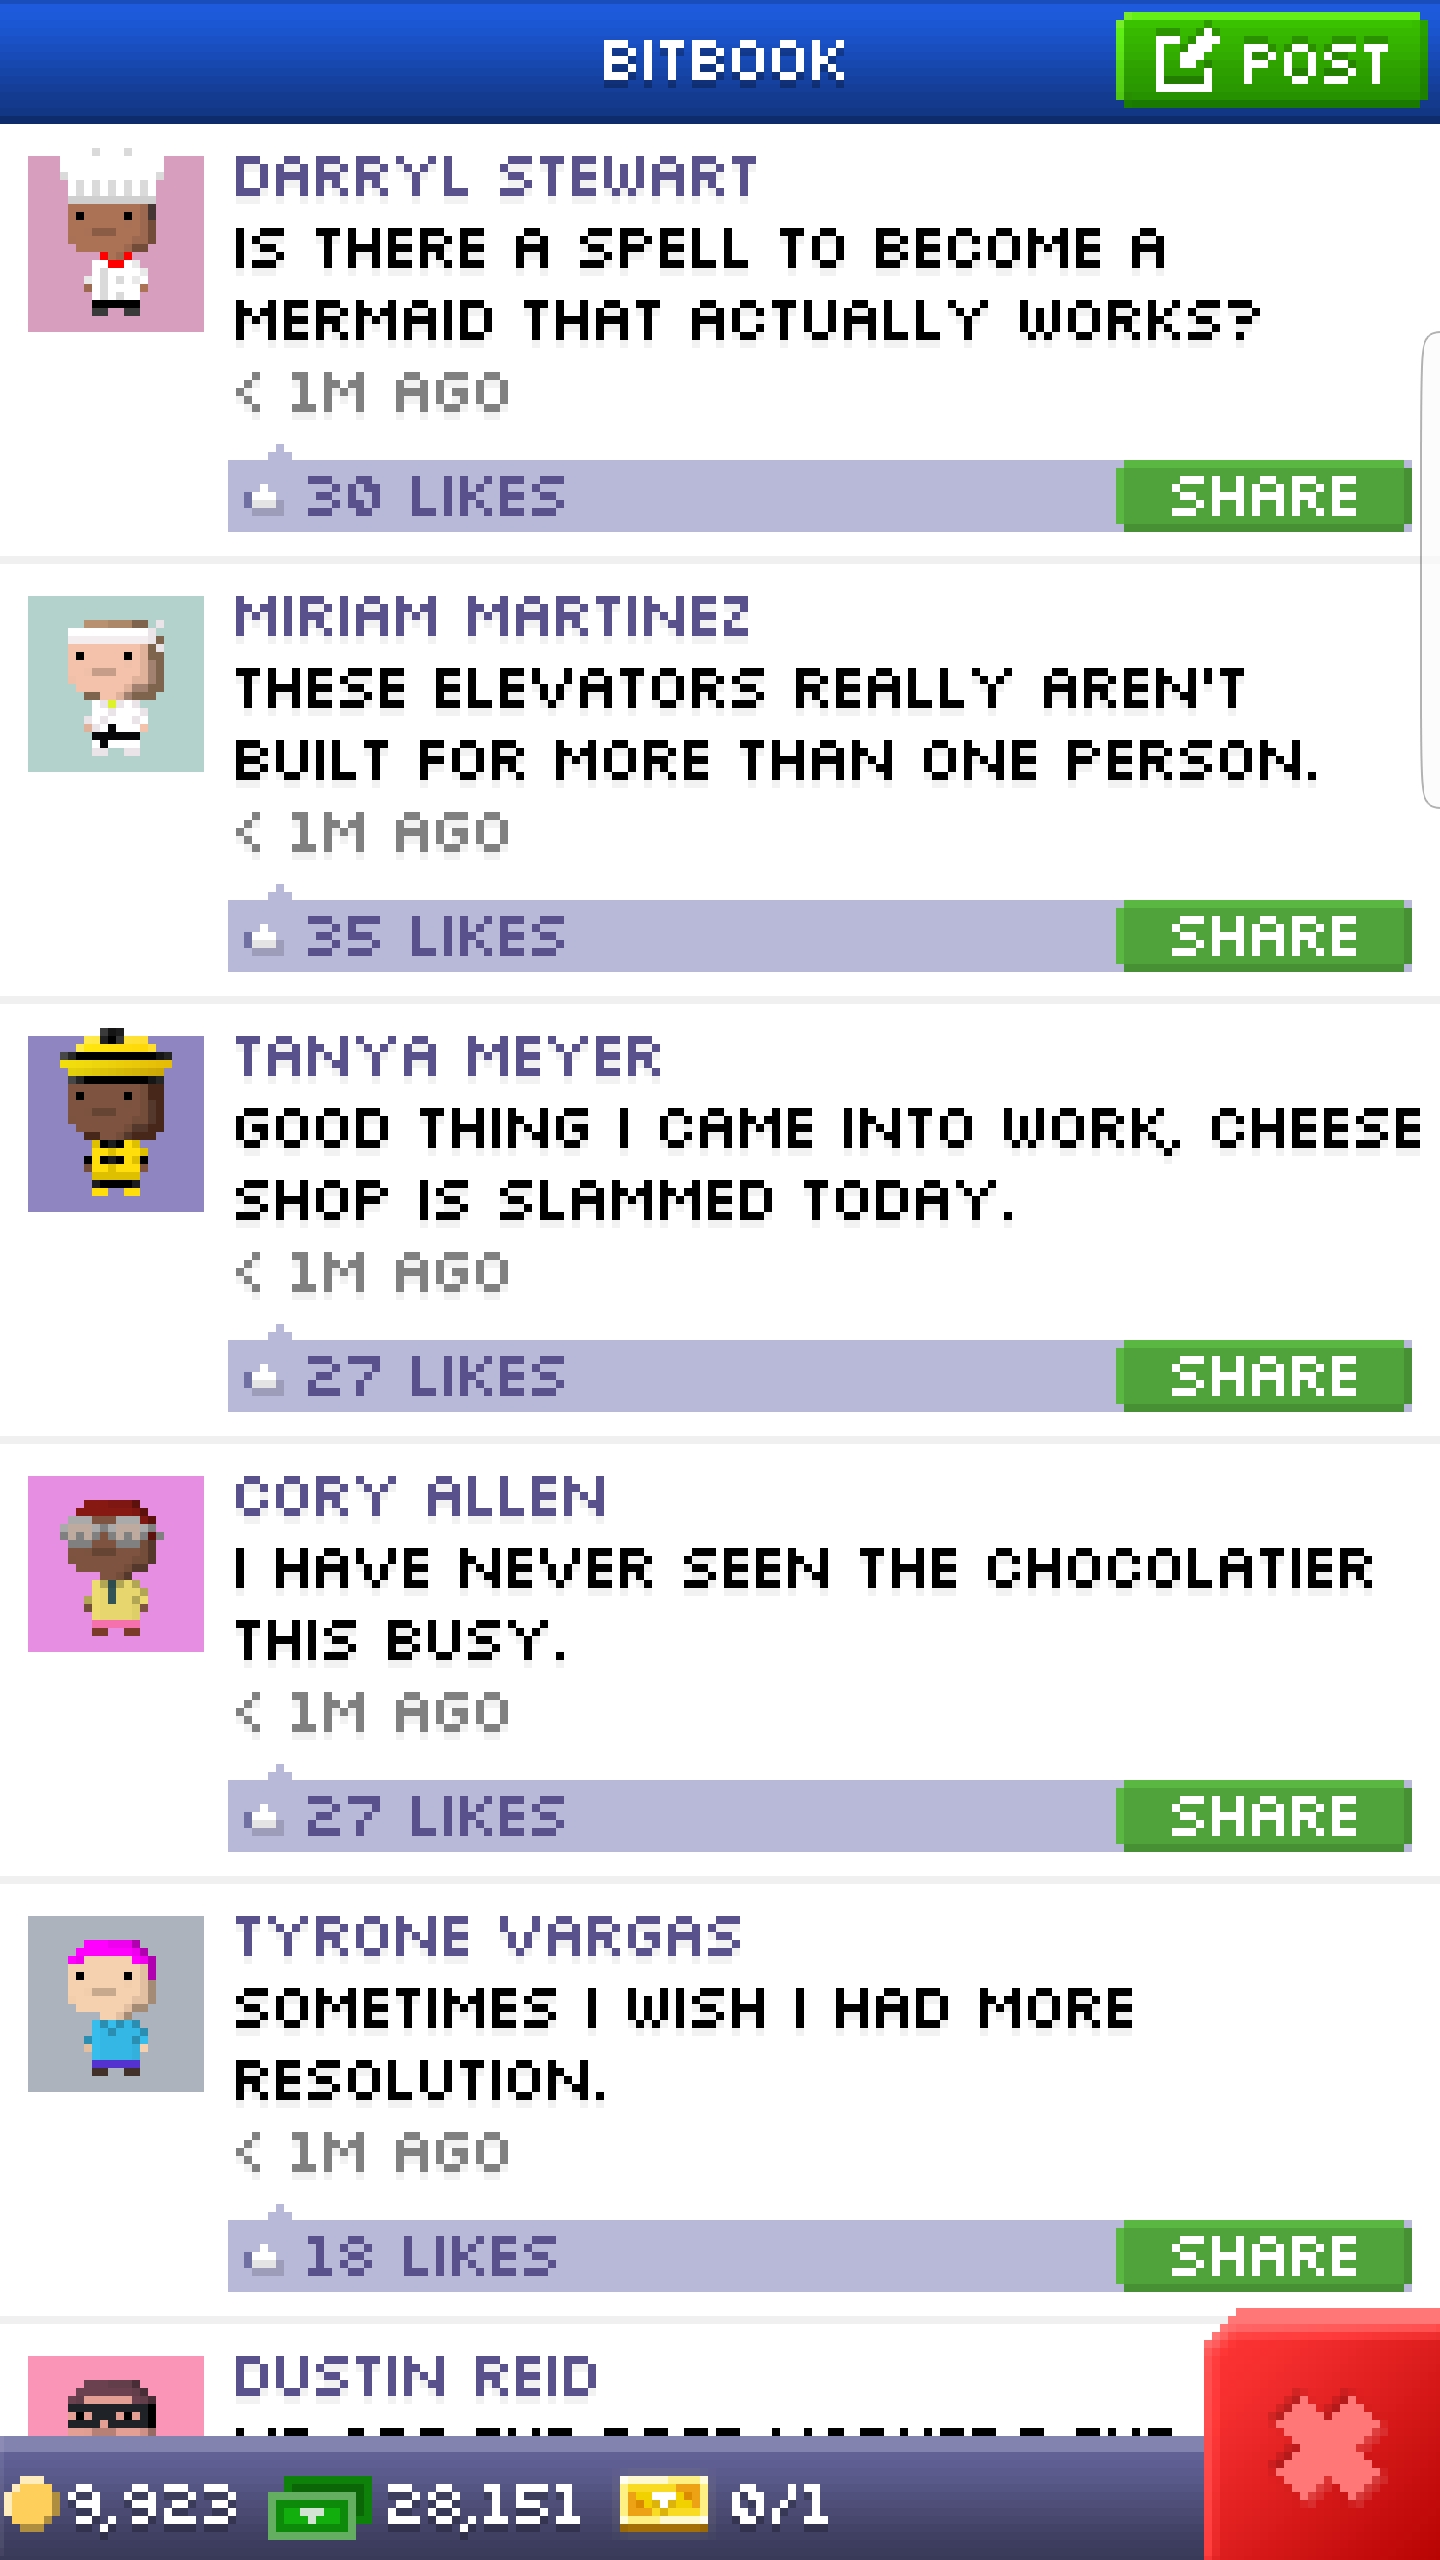 BITBOOK
POST
DARRYL STEWART
IS THERE A SPELL TO BECOME A
MERMAID THAT ACTUALLY WORKS?
< 1M AGO
30 LIKES
SHARE
MIRIAM MARTINEZ
THESE ELEVATORS REALLY AREN'T
BUILT FOR MORE THAN ONE PERSON.
< 1M AGO
35 LIKES
SHARE
TANYA MEYER
GOOD THING I CAME INTO WORK, CHEESE
SHOP IS SLAMMED TODAY.
< 1M AGO
27 LIKES
SHARE
CORY ALLEN
I HAVE NEVER SEEN THE CHOCOLATIER
THIS BUSY.
< 1M AGO
27 LIKES
SHARE
TYRONE VARGAS
SOMETIMES I WISH I HAD MORE
RESOLUTION.
< 1M AGO
18 LIKES
SHARE
DUSTIN REID
9,923 28,151 0/1